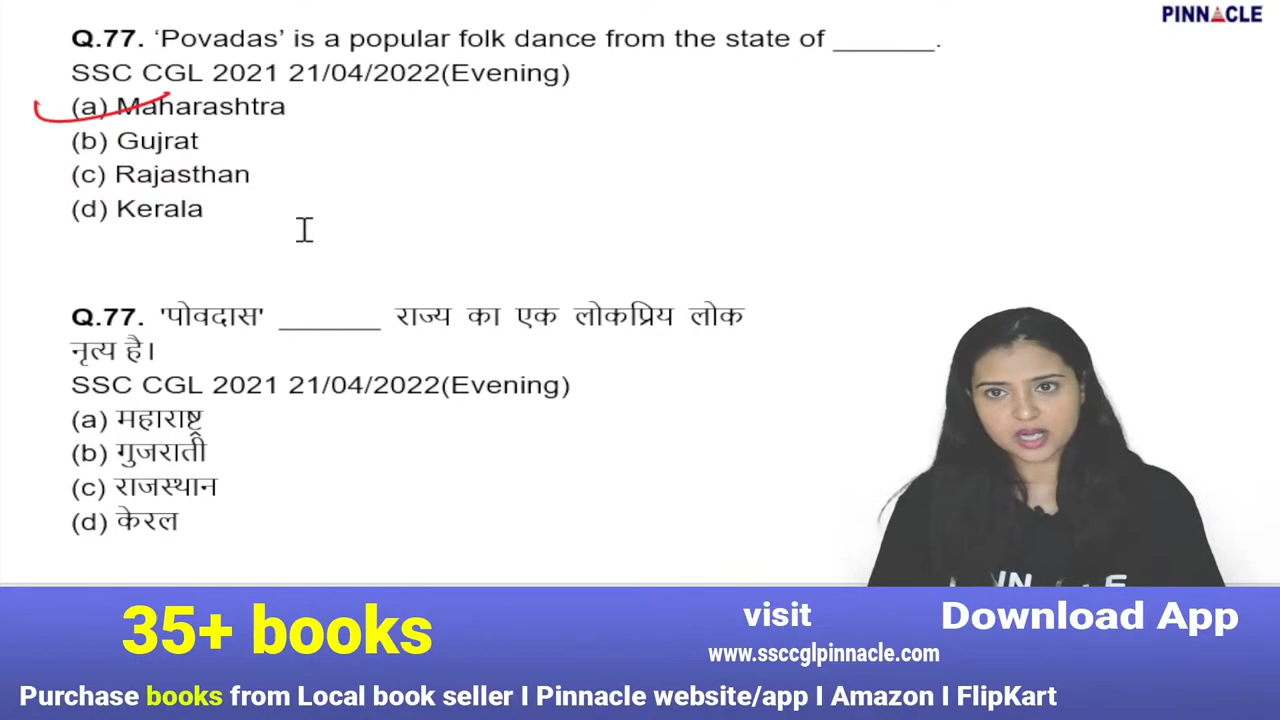 PINNACLE
Q.77. ‘Povadas’ is a popular folk dance from the state of _______.
SSC CGL 2021 21/04/2022(Evening)
(a) Maharashtra
(b) Gujrat
(c) Rajasthan
(d) Kerala
Q.77. 'पोवदास' _______ राज्य का एक लोकप्रिय लोक
नृत्य है।
SSC CGL 2021 21/04/2022(Evening)
(a) महाराष्ट्र
(b) गुजराती
(c) राजस्थान
(d) केरल
35+ books
visit
www.ssccglpinnacle.com
Download App
Purchase books from Local book seller I Pinnacle website/app I Amazon I FlipKart